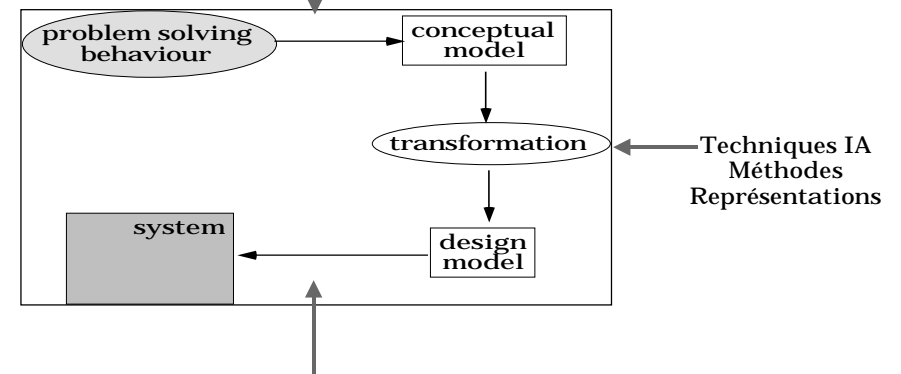 problem solving
behaviour
conceptual
model
transformation
Techniques IA
Méthodes
Représentations
system
design
model